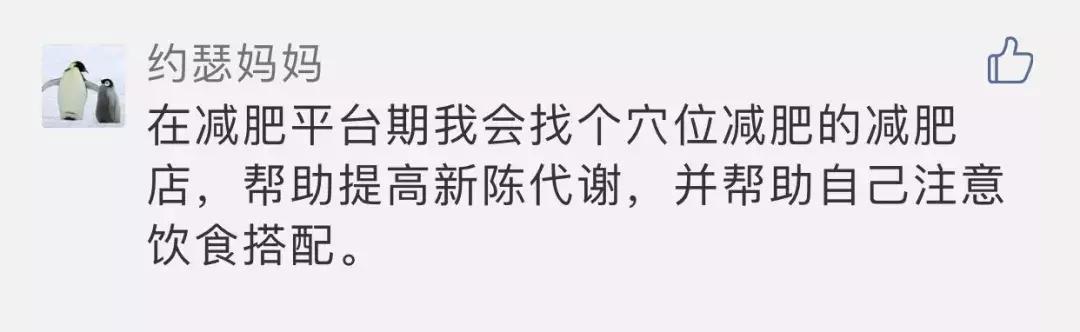 约瑟妈妈
在减肥平台期我会找个穴位减肥的减肥
店，帮助提高新陈代谢，并帮助自己注意
饮食搭配。